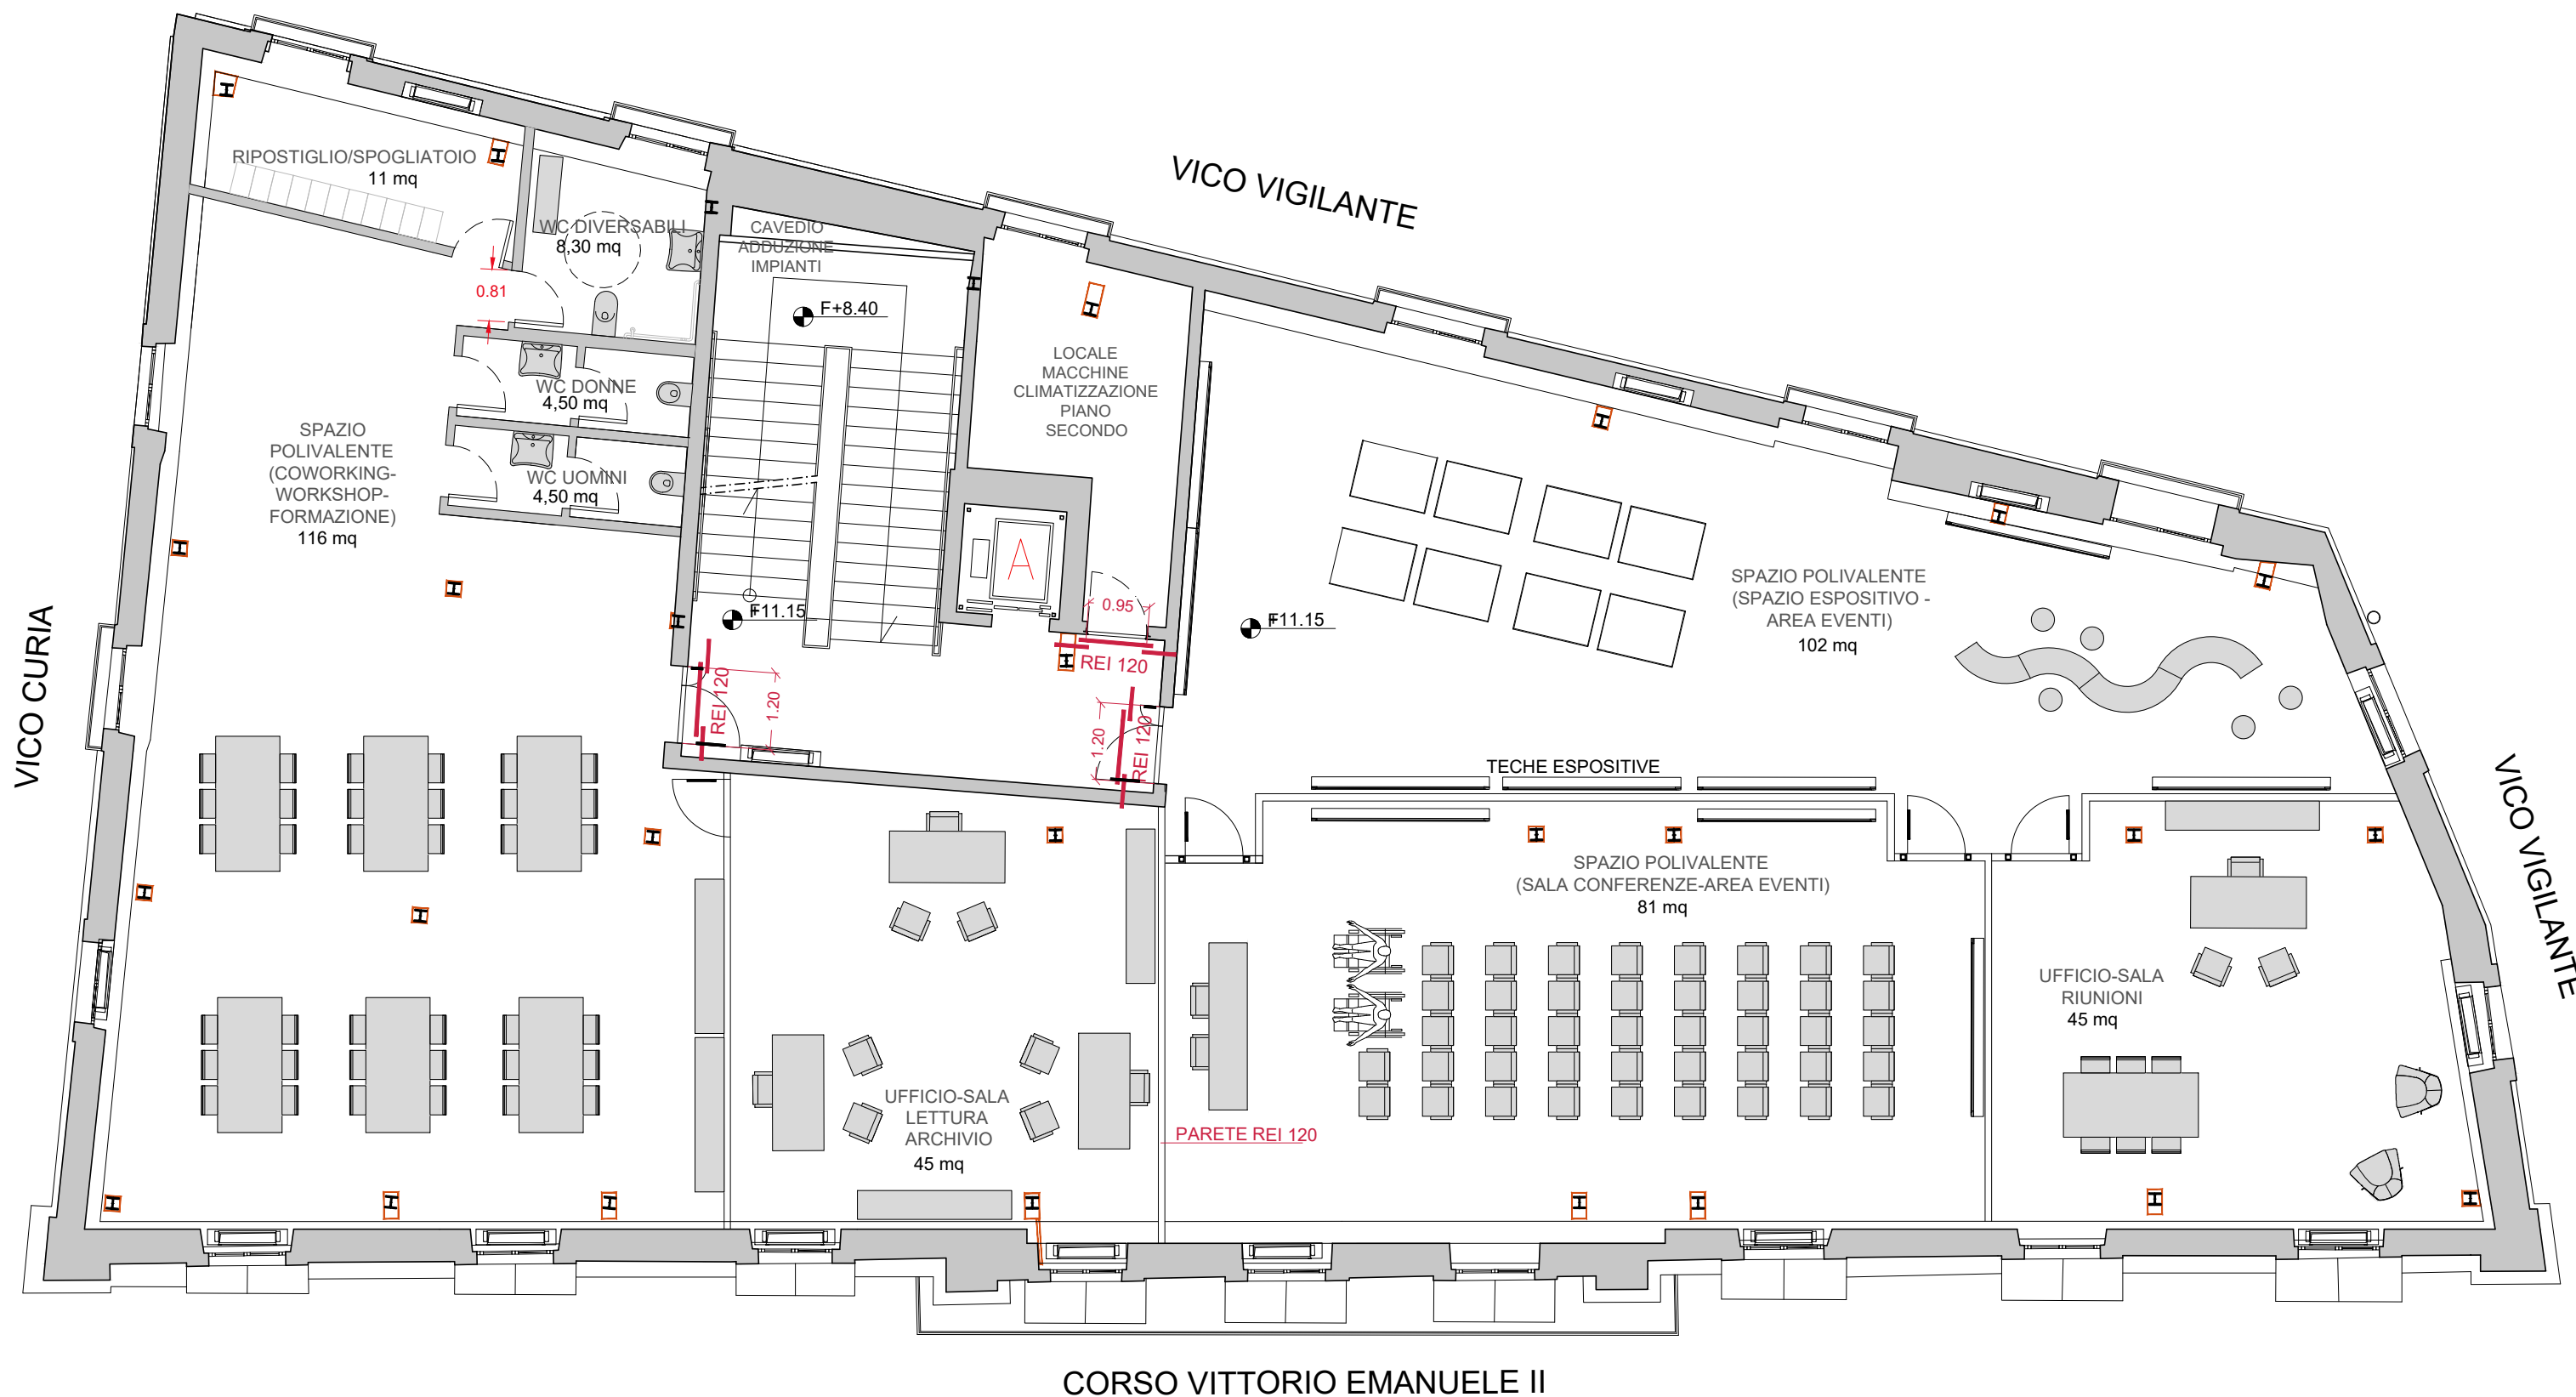 VICO VIGILANTE
RIPOSTIGLIO/SPOGLIATOIO
11 mq
WC DIVERSABILI
8,30 mq
CAVEDIO
ADDUZIONE
IMPIANTI
0.81
F+8.40
LOCALE
MACCHINE
CLIMATIZZAZIONE
PIANO
SECONDO
WC DONNE
4,50 mq
WC UOMINI
4,50 mq
SPAZIO
POLIVALENTE
(COWORKING-
WORKSHOP-
FORMAZIONE)
116 mq
A
F+11.15
0.95
REI 120
REI 120
1.20
1.20
REI 120
F+11.15
SPAZIO POLIVALENTE
(SPAZIO ESPOSITIVO -
AREA EVENTI)
102 mq
VICO CURIA
TECHE ESPOSITIVE
VICO VIGILANTE
SPAZIO POLIVALENTE
(SALA CONFERENZE-AREA EVENTI)
81 mq
UFFICIO-SALA
RIUNIONI
45 mq
UFFICIO-SALA
LETTURA
ARCHIVIO
45 mq
PARETE REI 120
CORSO VITTORIO EMANUELE II